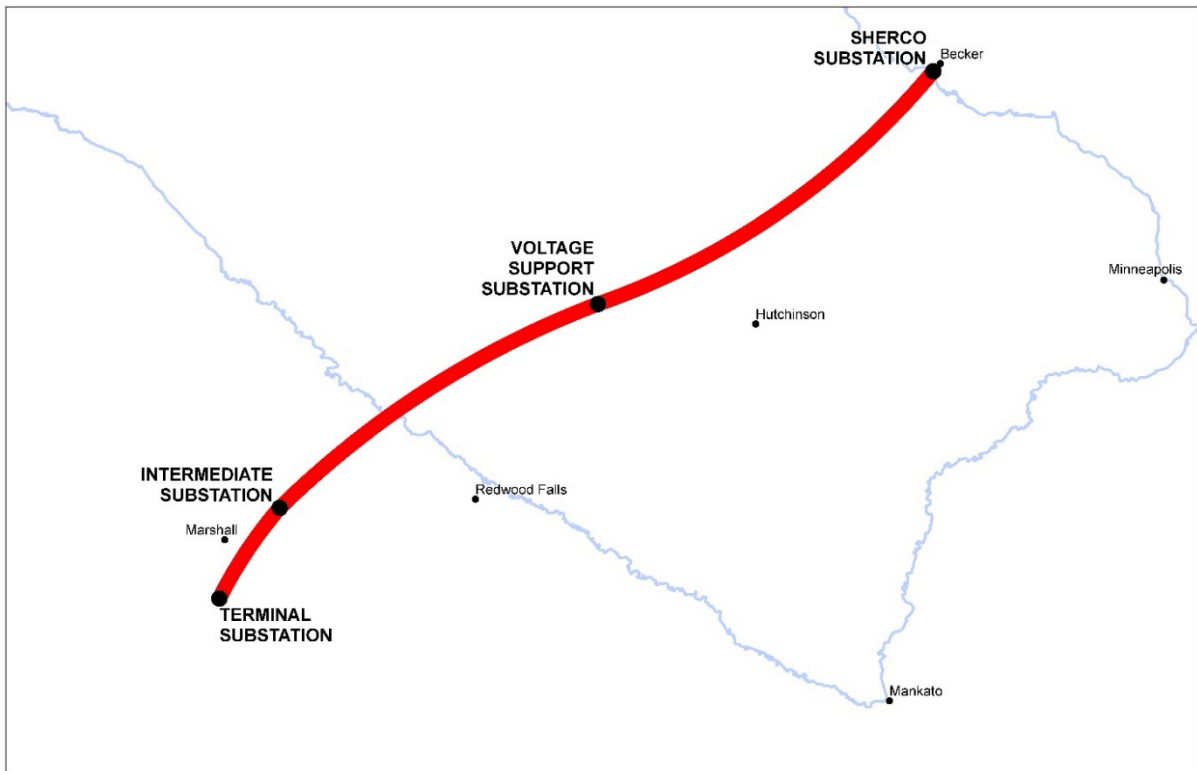 SHERCO
SUBSTATION
Becker
VOLTAGE
SUPPORT
SUBSTATION
Minneapolis
Hutchinson
INTERMEDIATE
SUBSTATION
Redwood Falls
Marshall
TERMINAL
SUBSTATION
Mankato